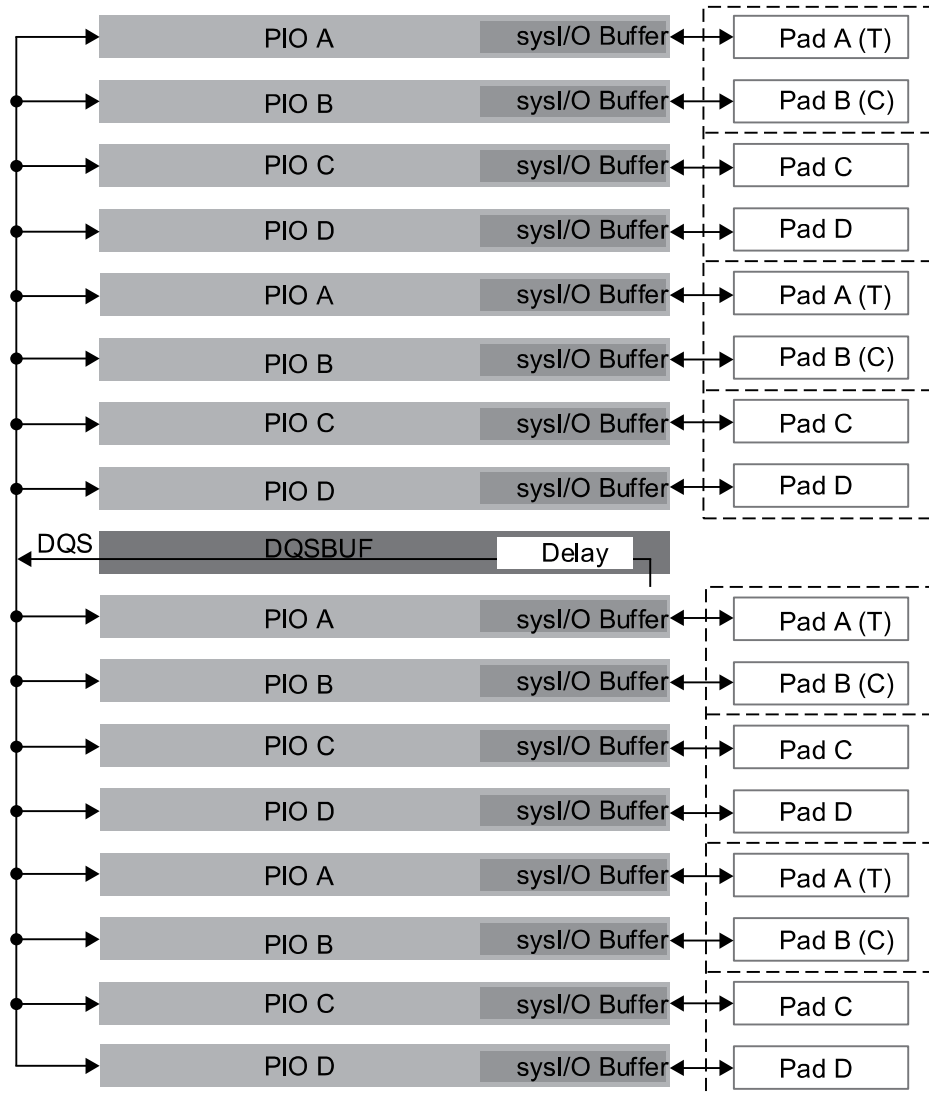 PIO A sysI/O Buffer Pad A (T)
PIO B sysI/O Buffer Pad B (C)
PIO C sysI/O Buffer Pad C
PIO D sysI/O Buffer Pad D
PIO A sysI/O Buffer Pad A (T)
PIO B sysI/O Buffer Pad B (C)
PIO C sysI/O Buffer Pad C
PIO D sysI/O Buffer Pad D
DQS DQSBUF Delay
PIO A sysI/O Buffer Pad A (T)
PIO B sysI/O Buffer Pad B (C)
PIO C sysI/O Buffer Pad C
PIO D sysI/O Buffer Pad D
PIO A sysI/O Buffer Pad A (T)
PIO B sysI/O Buffer Pad B (C)
PIO C sysI/O Buffer Pad C
PIO D sysI/O Buffer Pad D